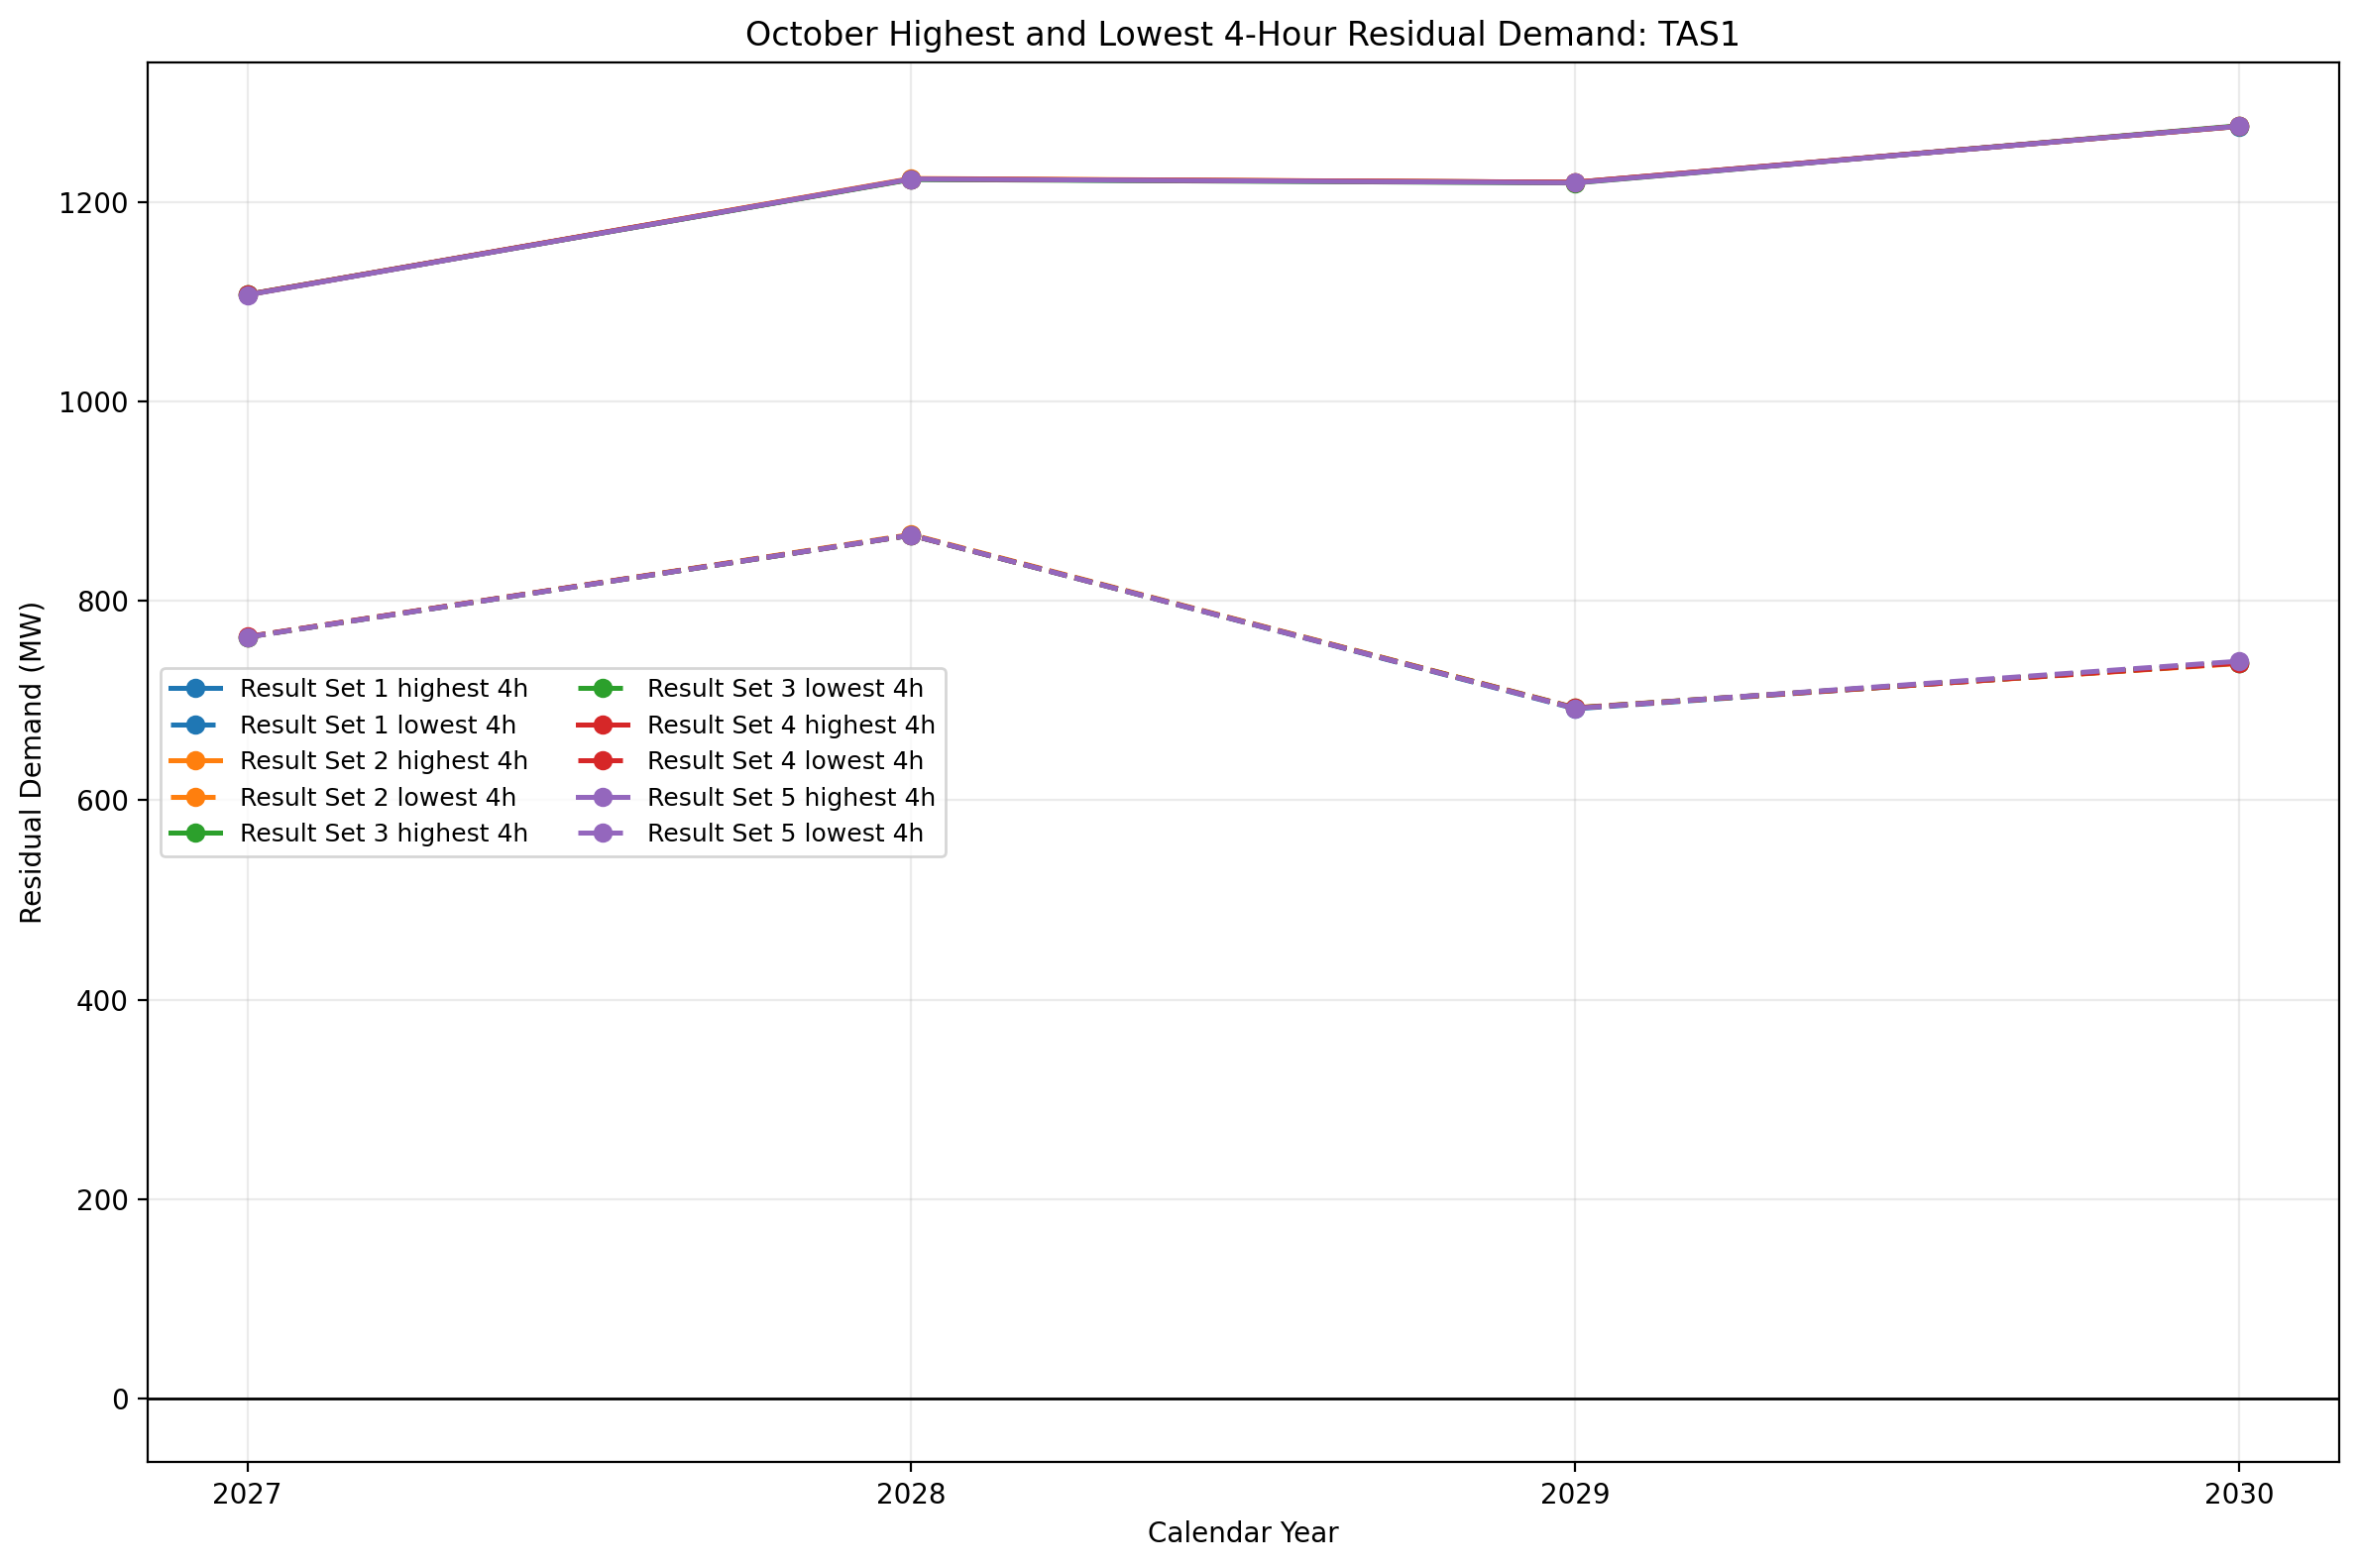 October Highest and Lowest 4-Hour Residual Demand: TAS1
Residual Demand (MW)
1200
1000
800
600
400
200
0
Result Set 1 highest 4h
Result Set 1 lowest 4h
Result Set 2 highest 4h
Result Set 2 lowest 4h
Result Set 3 highest 4h
Result Set 3 lowest 4h
Result Set 4 highest 4h
Result Set 4 lowest 4h
Result Set 5 highest 4h
Result Set 5 lowest 4h
2027 2028 2029 2030
Calendar Year